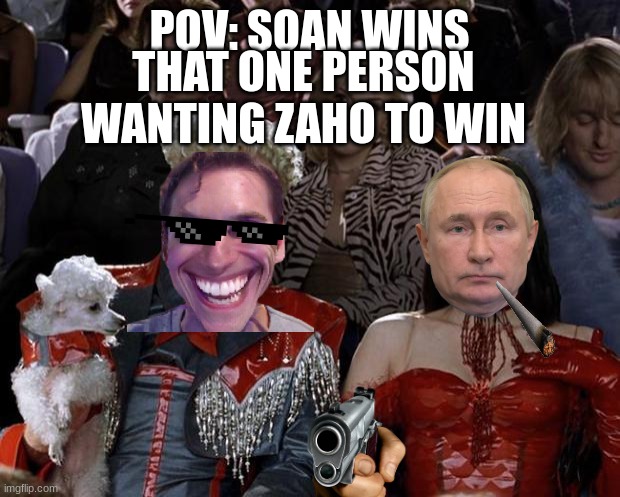 POV: SOAN WINS
THAT ONE PERSON
WANTING ZAHO TO WIN
imgflip.com